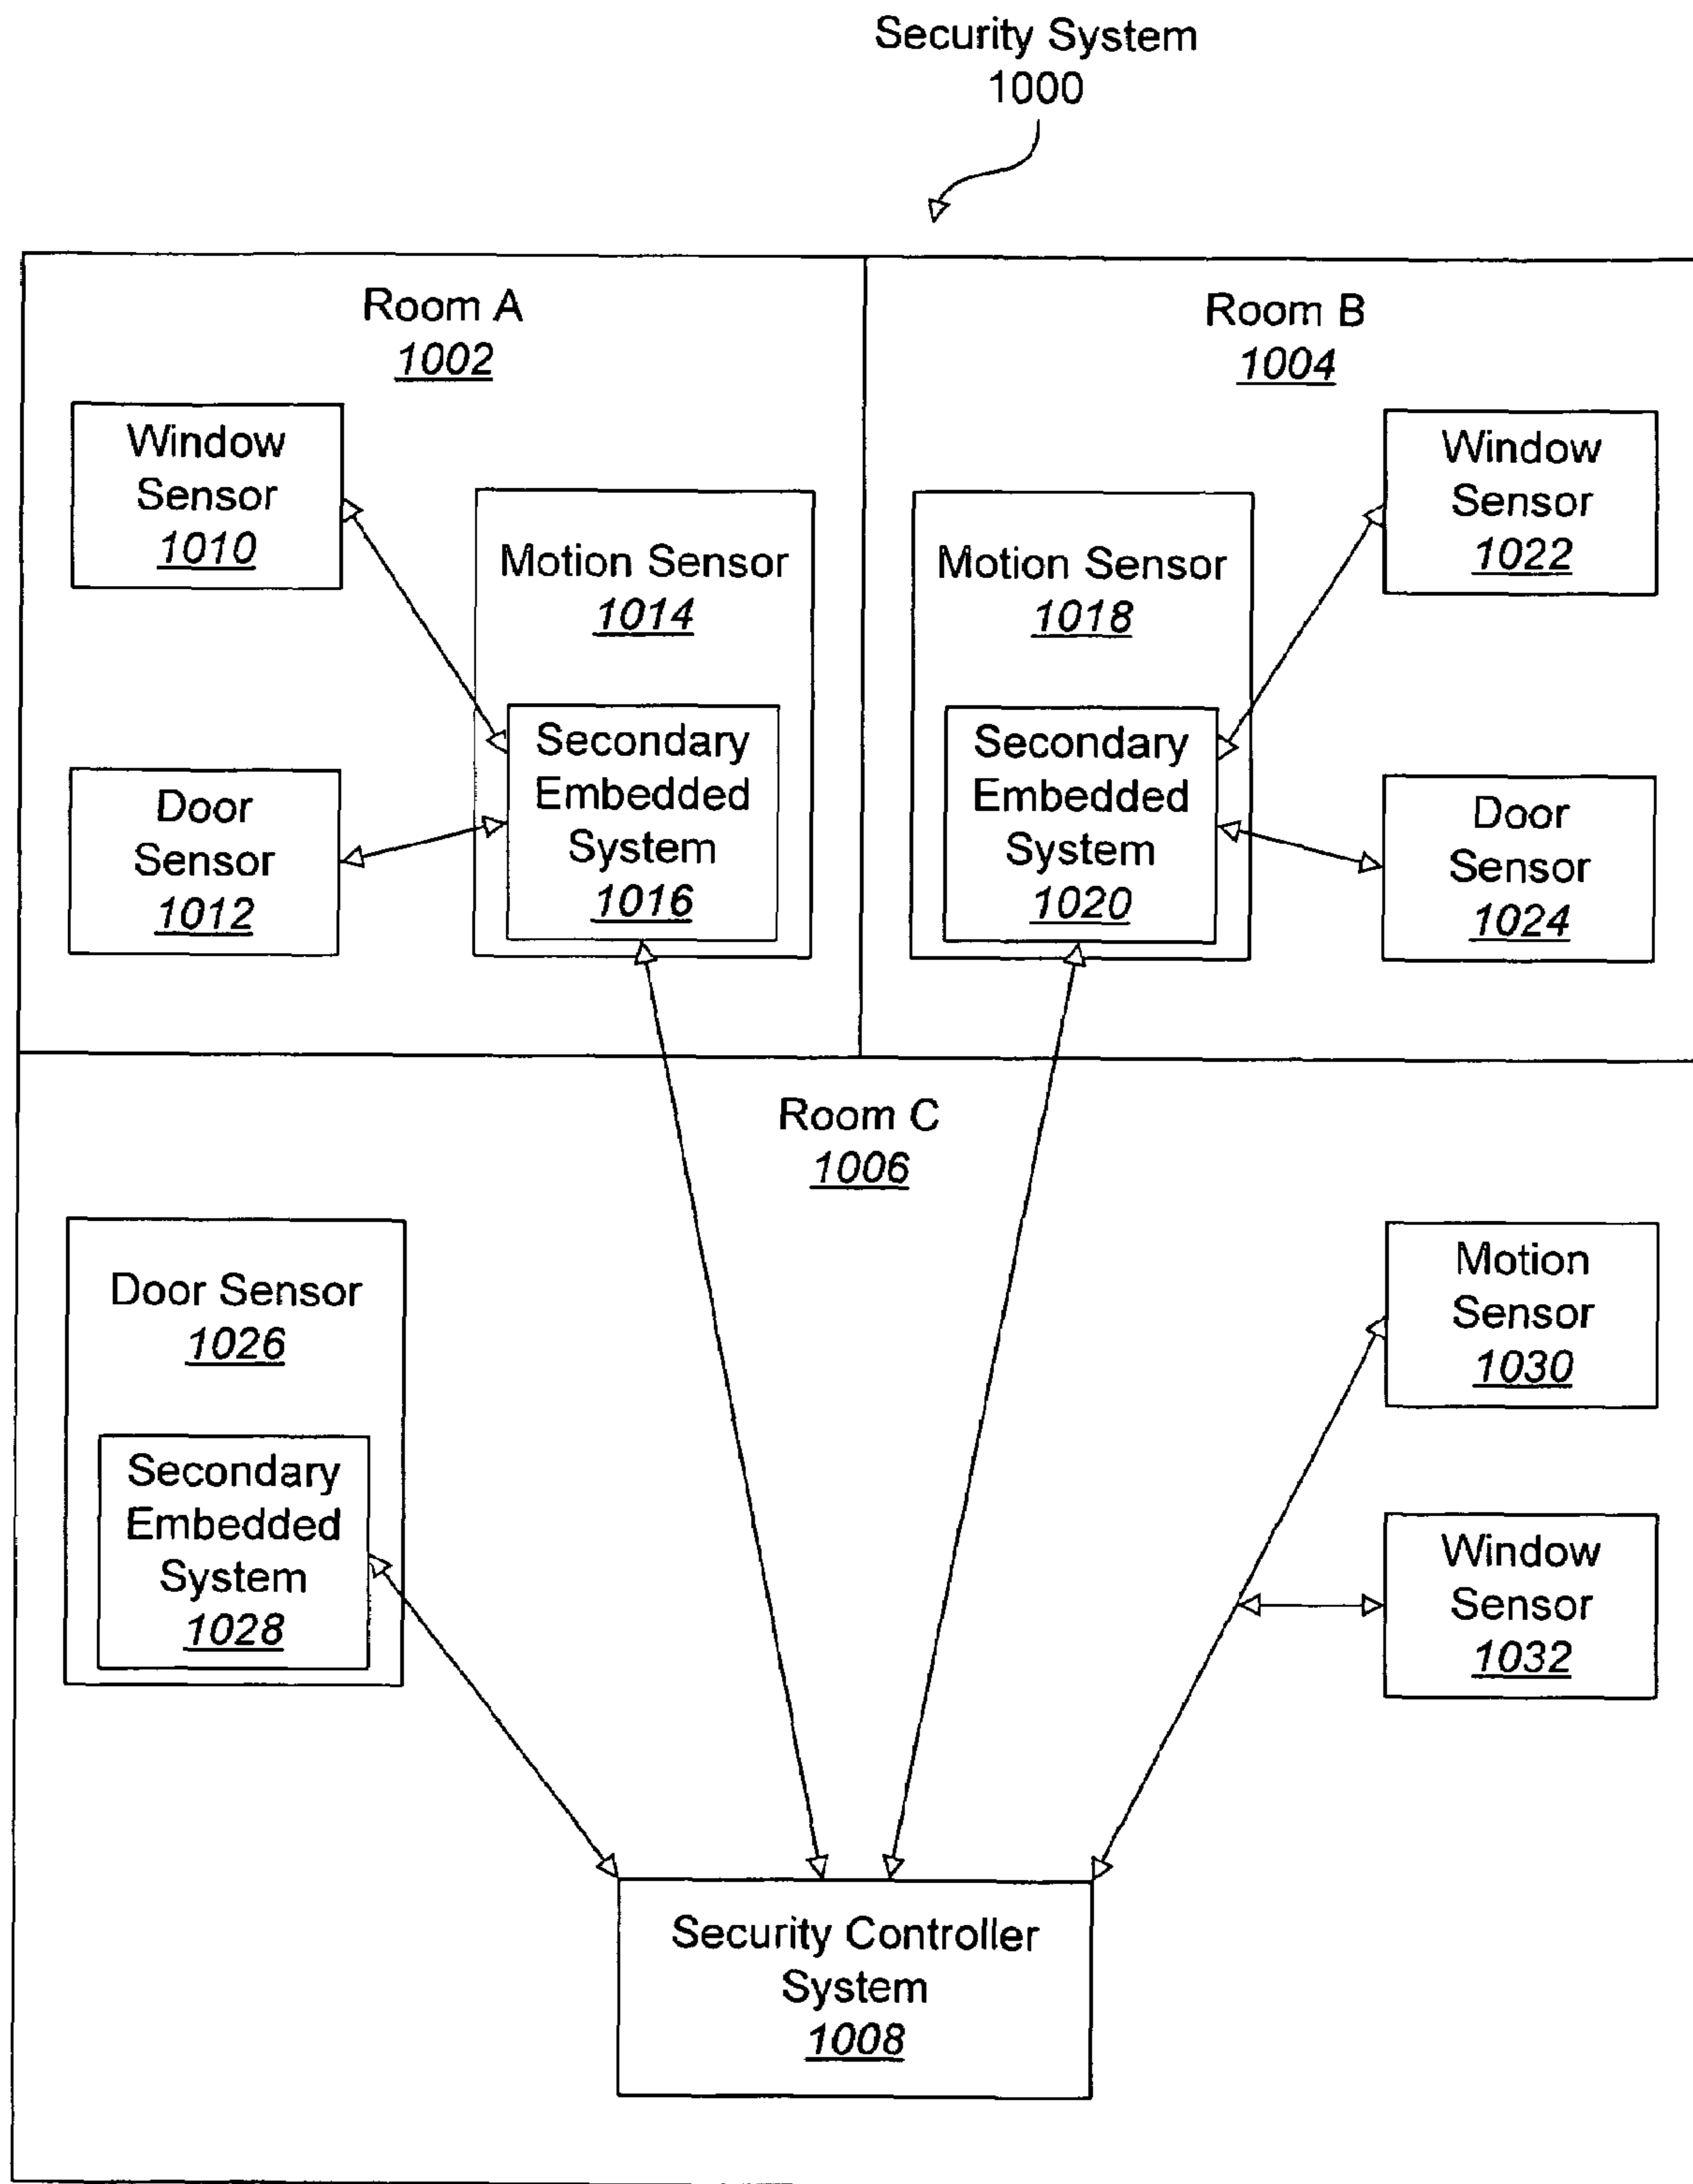 Security System
1000
Room A
1002
Window
Sensor
1010
Motion Sensor
1014
Secondary
Embedded
System
1016
Door
Sensor
1012
Room B
1004
Motion Sensor
1018
Secondary
Embedded
System
1020
Window
Sensor
1022
Door
Sensor
1024
Room C
1006
Door Sensor
1026
Secondary
Embedded
System
1028
Motion
Sensor
1030
Window
Sensor
1032
Security Controller
System
1008